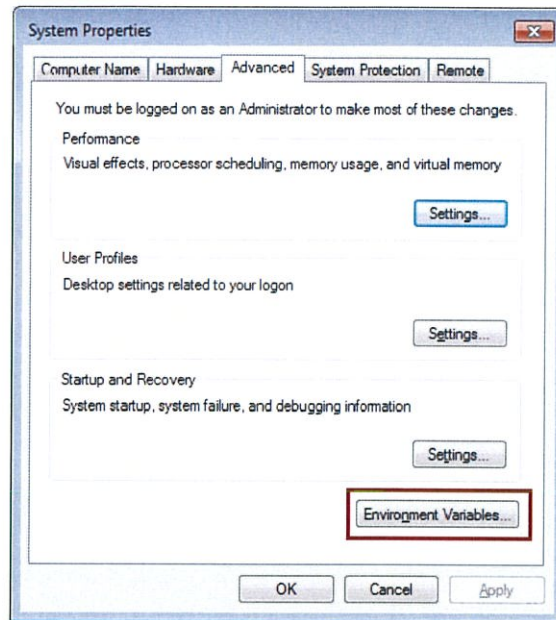 System Properties
Computer Name Hardware Advanced System Protection Remote
You must be logged on as an Administrator to make most of these changes.
Performance
Visual effects, processor scheduling, memory usage, and virtual memory
Settings...
User Profiles
Desktop settings related to your logon
Settings...
Startup and Recovery
System startup, system failure, and debugging information
Settings...
Environment Variables...
OK Cancel Apply